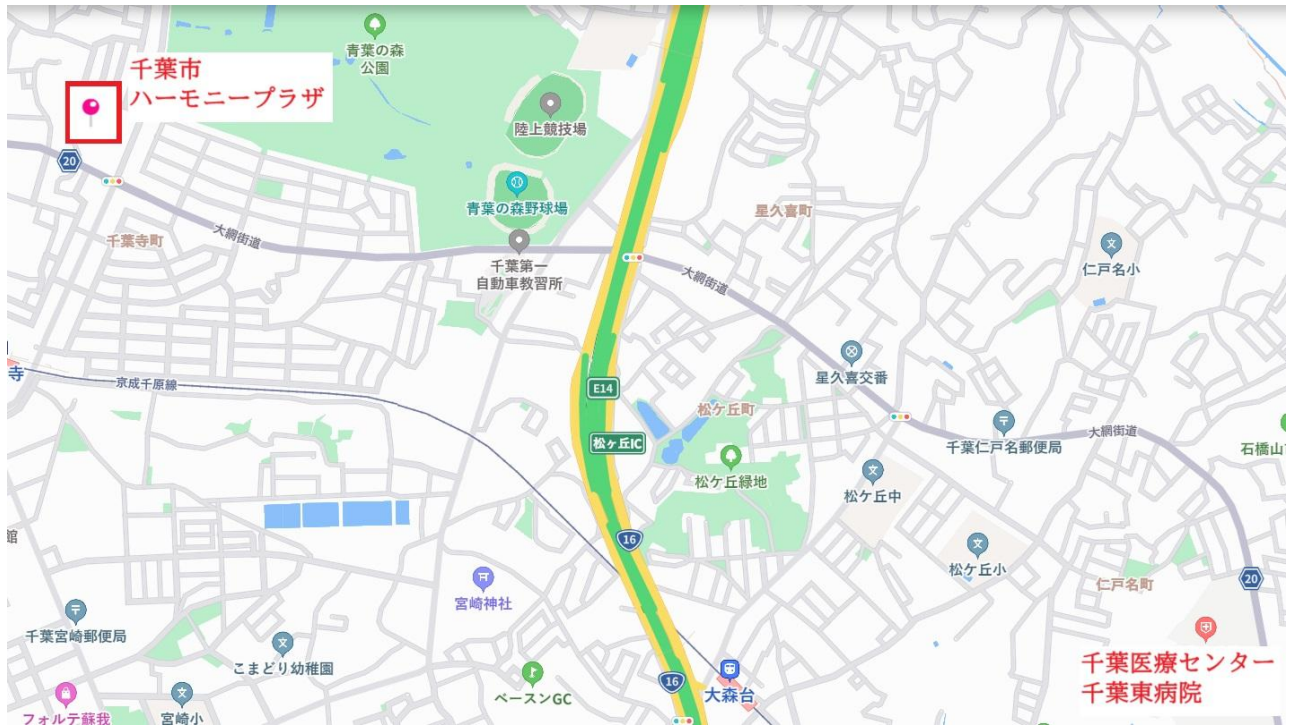 青葉の森
公園
千葉市
ハーモニープラザ
陸上競技場
20
青葉の森野球場
星久喜町
千葉寺町
大網街道
千葉第一
自動車教習所
大網街道
仁戸名小
寺
京成千原線
E14
星久喜交番
松ケ丘町
松ヶ丘IC
千葉仁戸名郵便局
大網街道
石橋山
松ケ丘緑地
松ケ丘中
館
16
松ケ丘小
仁戸名町
20
宮崎神社
千葉宮崎郵便局
こまどり幼稚園
千葉医療センター
千葉東病院
16
大森台
ベースンGC
フォルテ蘇我
宮崎小